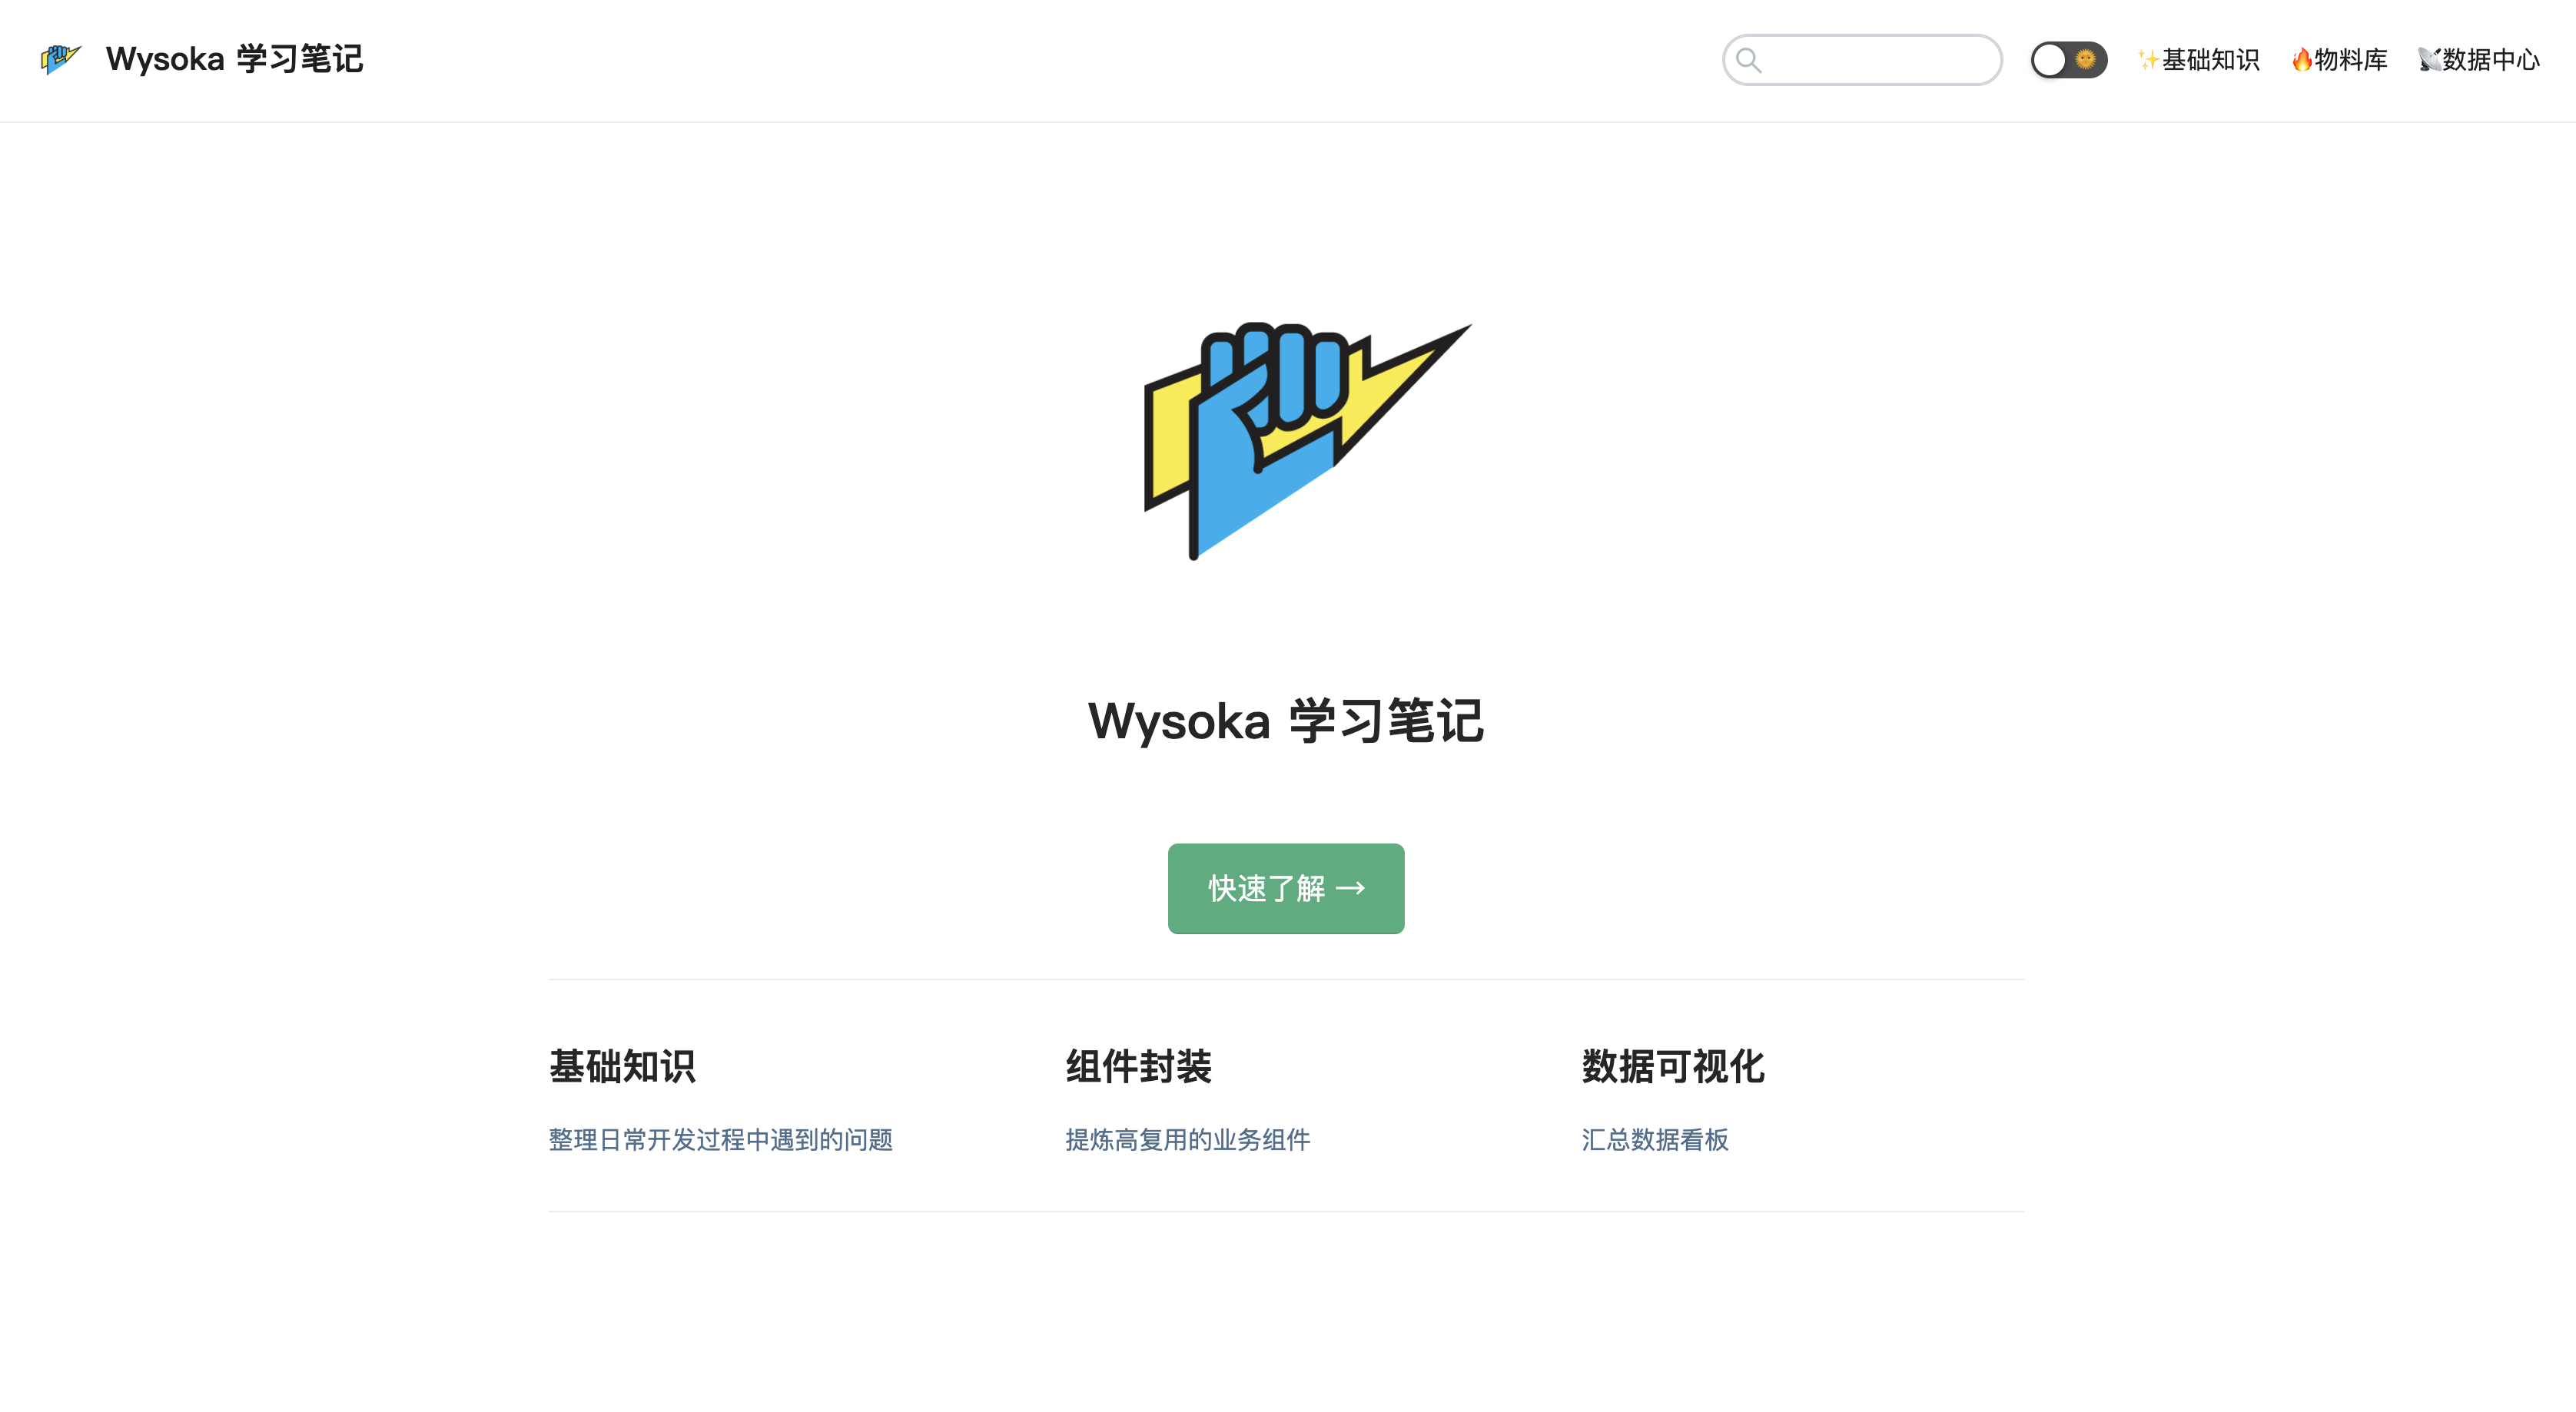 Wysoka 学习笔记
✨基础知识 🔥物料库 📡数据中心
Wysoka 学习笔记
快速了解 →
基础知识 组件封装 数据可视化
整理日常开发过程中遇到的问题 提炼高复用的业务组件 汇总数据看板